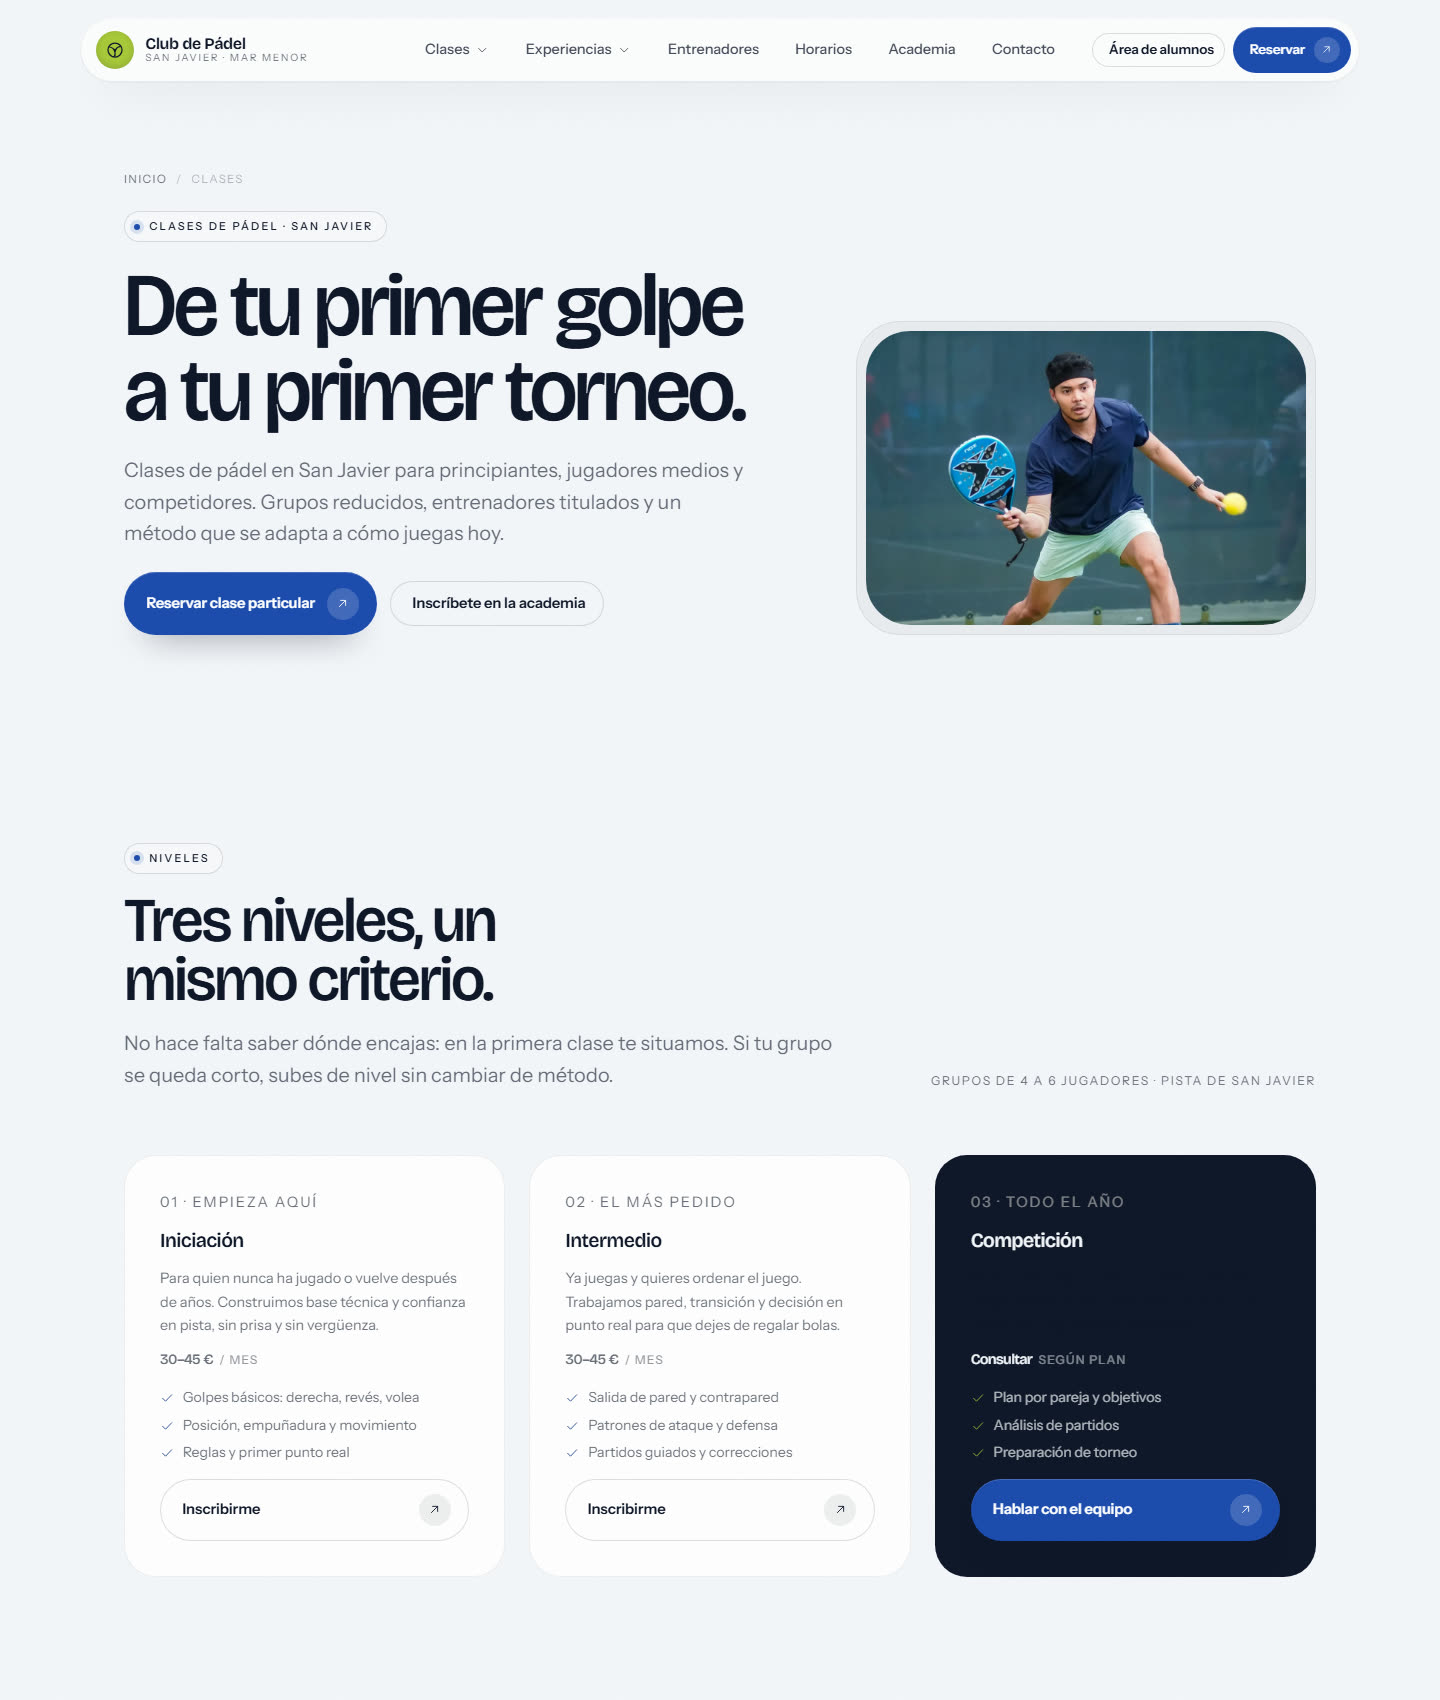 Club de Pádel
SAN JAVIER · MAR MENOR
Clases
Experiencias
Entrenadores
Horarios
Academia
Contacto
Área de alumnos
Reservar
INICIO / CLASES
CLASES DE PÁDEL · SAN JAVIER
De tu primer golpe
a tu primer torneo.
Clases de pádel en San Javier para principiantes, jugadores medios y
competidores. Grupos reducidos, entrenadores titulados y un
método que se adapta a cómo juegas hoy.
Reservar clase particular
Inscríbete en la academia
NIVELES
Tres niveles, un
mismo criterio.
No hace falta saber dónde encajas: en la primera clase te situamos. Si tu grupo
se queda corto, subes de nivel sin cambiar de método.
GRUPOS DE 4 A 6 JUGADORES · PISTA DE SAN JAVIER
01 · EMPIEZA AQUÍ
Iniciación
Para quien nunca ha jugado o vuelve después
de años. Construimos base técnica y confianza
en pista, sin prisa y sin vergüenza.
30–45 € / MES
Golpes básicos: derecha, revés, volea
Posición, empuñadura y movimiento
Reglas y primer punto real
Inscribirme
02 · EL MÁS PEDIDO
Intermedio
Ya juegas y quieres ordenar el juego.
Trabajamos pared, transición y decisión en
punto real para que dejes de regalar bolas.
30–45 € / MES
Salida de pared y contrapared
Patrones de ataque y defensa
Partidos guiados y correcciones
Inscribirme
03 · TODO EL AÑO
Competición
Consultar SEGÚN PLAN
Plan por pareja y objetivos
Análisis de partidos
Preparación de torneo
Hablar con el equipo